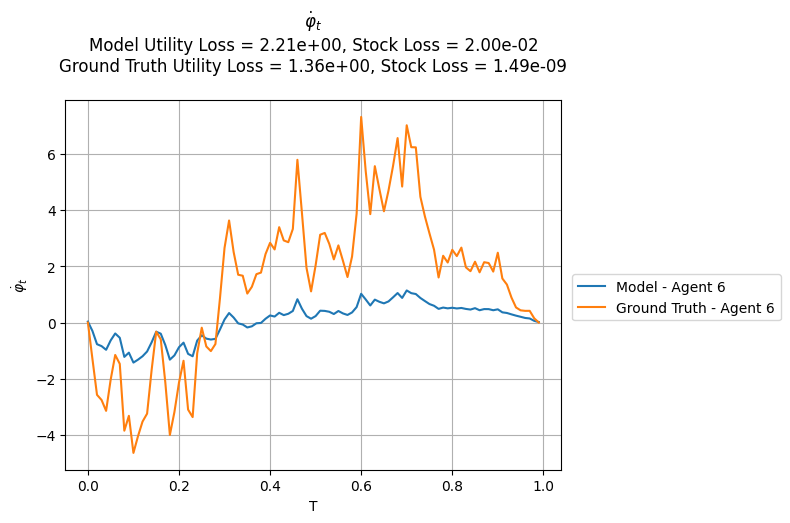 φ̇_t
Model Utility Loss = 2.21e+00, Stock Loss = 2.00e-02
Ground Truth Utility Loss = 1.36e+00, Stock Loss = 1.49e-09
6
4
2
0
−2
−4
φ̇_t
0.0 0.2 0.4 0.6 0.8 1.0
T
Model - Agent 6
Ground Truth - Agent 6